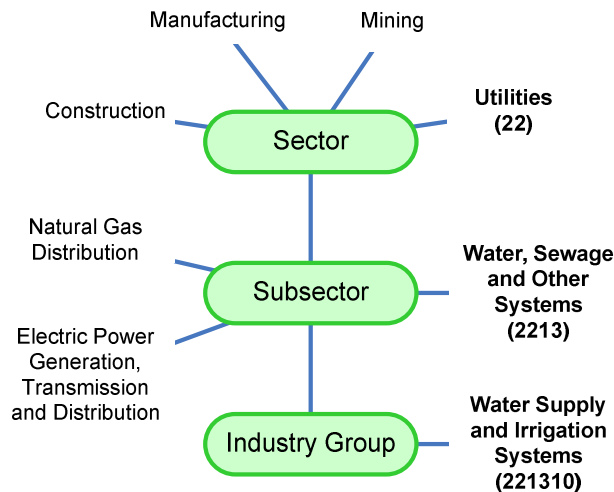 Manufacturing
Mining
Construction
Utilities
(22)
Sector
Natural Gas
Distribution
Subsector
Water, Sewage
and Other
Systems
(2213)
Electric Power
Generation,
Transmission
and Distribution
Industry Group
Water Supply
and Irrigation
Systems
(221310)